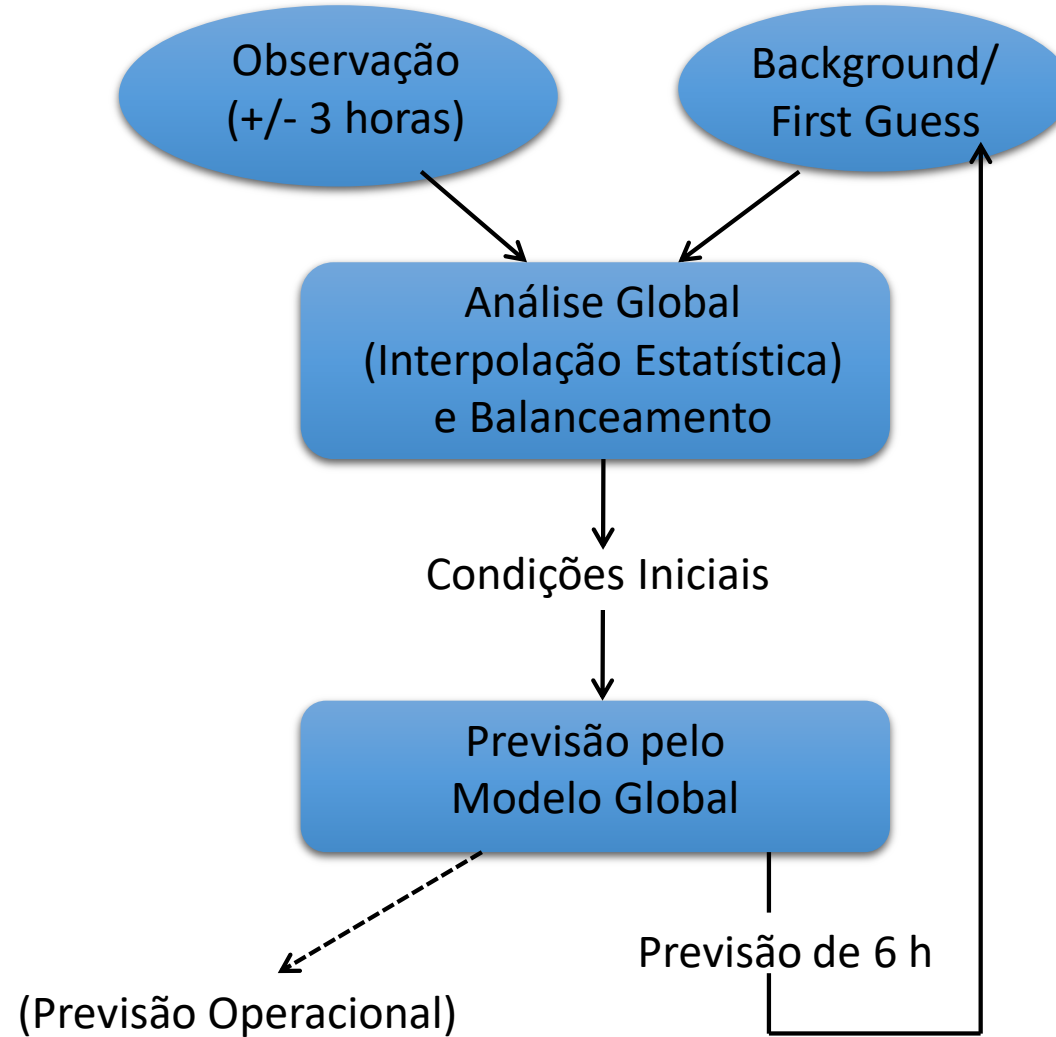 Observação
(+/- 3 horas)
Background/
First Guess
Análise Global
(Interpolação Estatística)
e Balanceamento
Condições Iniciais
Previsão pelo
Modelo Global
Previsão de 6 h
(Previsão Operacional)